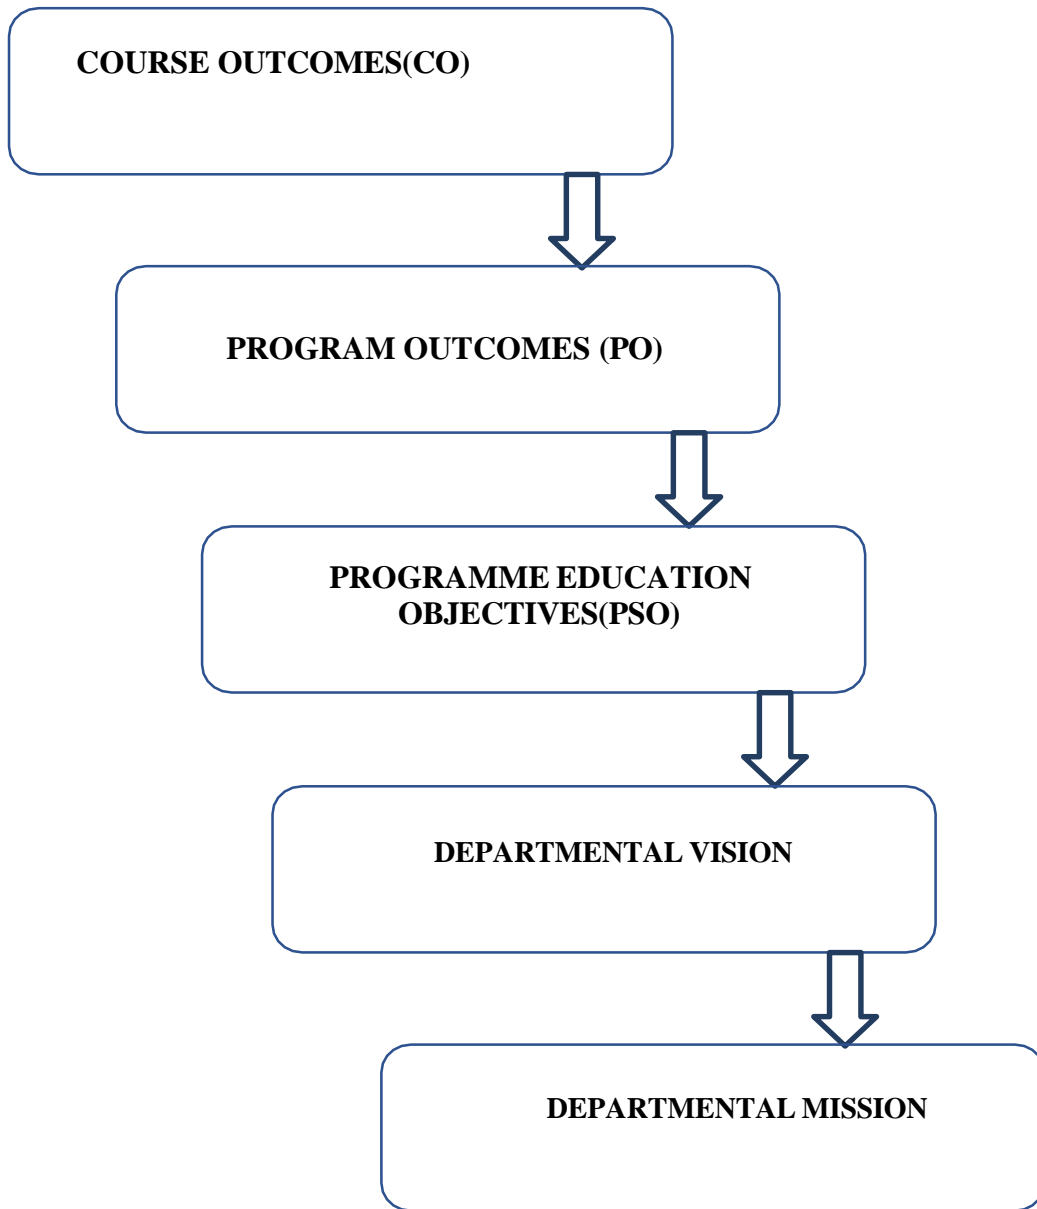 COURSE OUTCOMES(CO)
PROGRAM OUTCOMES (PO)
PROGRAMME EDUCATION
OBJECTIVES(PSO)
DEPARTMENTAL VISION
DEPARTMENTAL MISSION